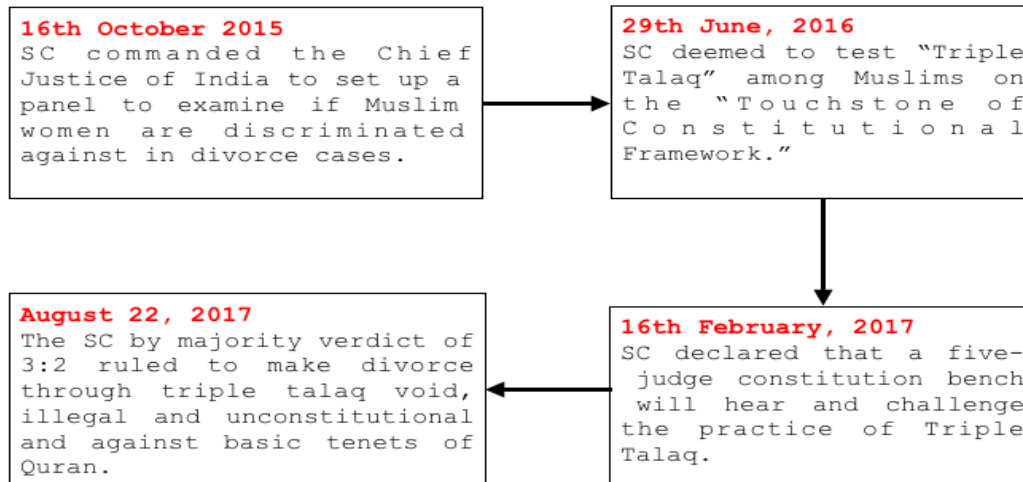 16th October 2015
SC commanded the Chief
Justice of India to set up a
panel to examine if Muslim
women are discriminated
against in divorce cases.
29th June, 2016
SC deemed to test “Triple
Talaq” among Muslims on
the “Touchstone of
Constitutional
Framework.”
16th February, 2017
SC declared that a five-
judge constitution bench
will hear and challenge
the practice of Triple
Talaq.
August 22, 2017
The SC by majority verdict of
3:2 ruled to make divorce
through triple talaq void,
illegal and unconstitutional
and against basic tenets of
Quran.